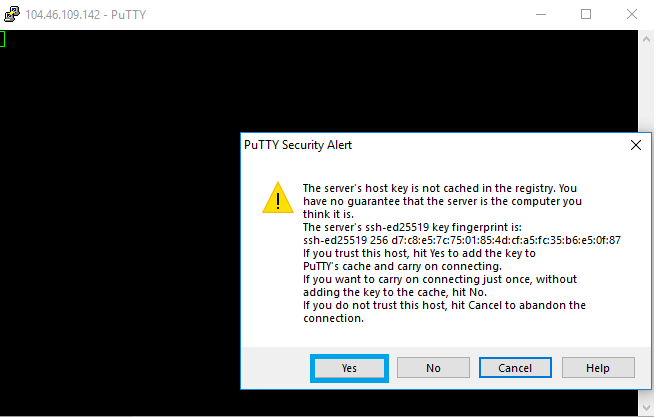 104.46.109.142 - PuTTY
PuTTY Security Alert
The server's host key is not cached in the registry. You
have no guarantee that the server is the computer you
think it is.
The server's ssh-ed25519 key fingerprint is:
ssh-ed25519 256 d7:c8:e5:7c:75:01:85:4d:cf:a5:fc:35:b6:e5:0f:87
If you trust this host, hit Yes to add the key to
PuTTY's cache and carry on connecting.
If you want to carry on connecting just once, without
adding the key to the cache, hit No.
If you do not trust this host, hit Cancel to abandon the
connection.
Yes No Cancel Help